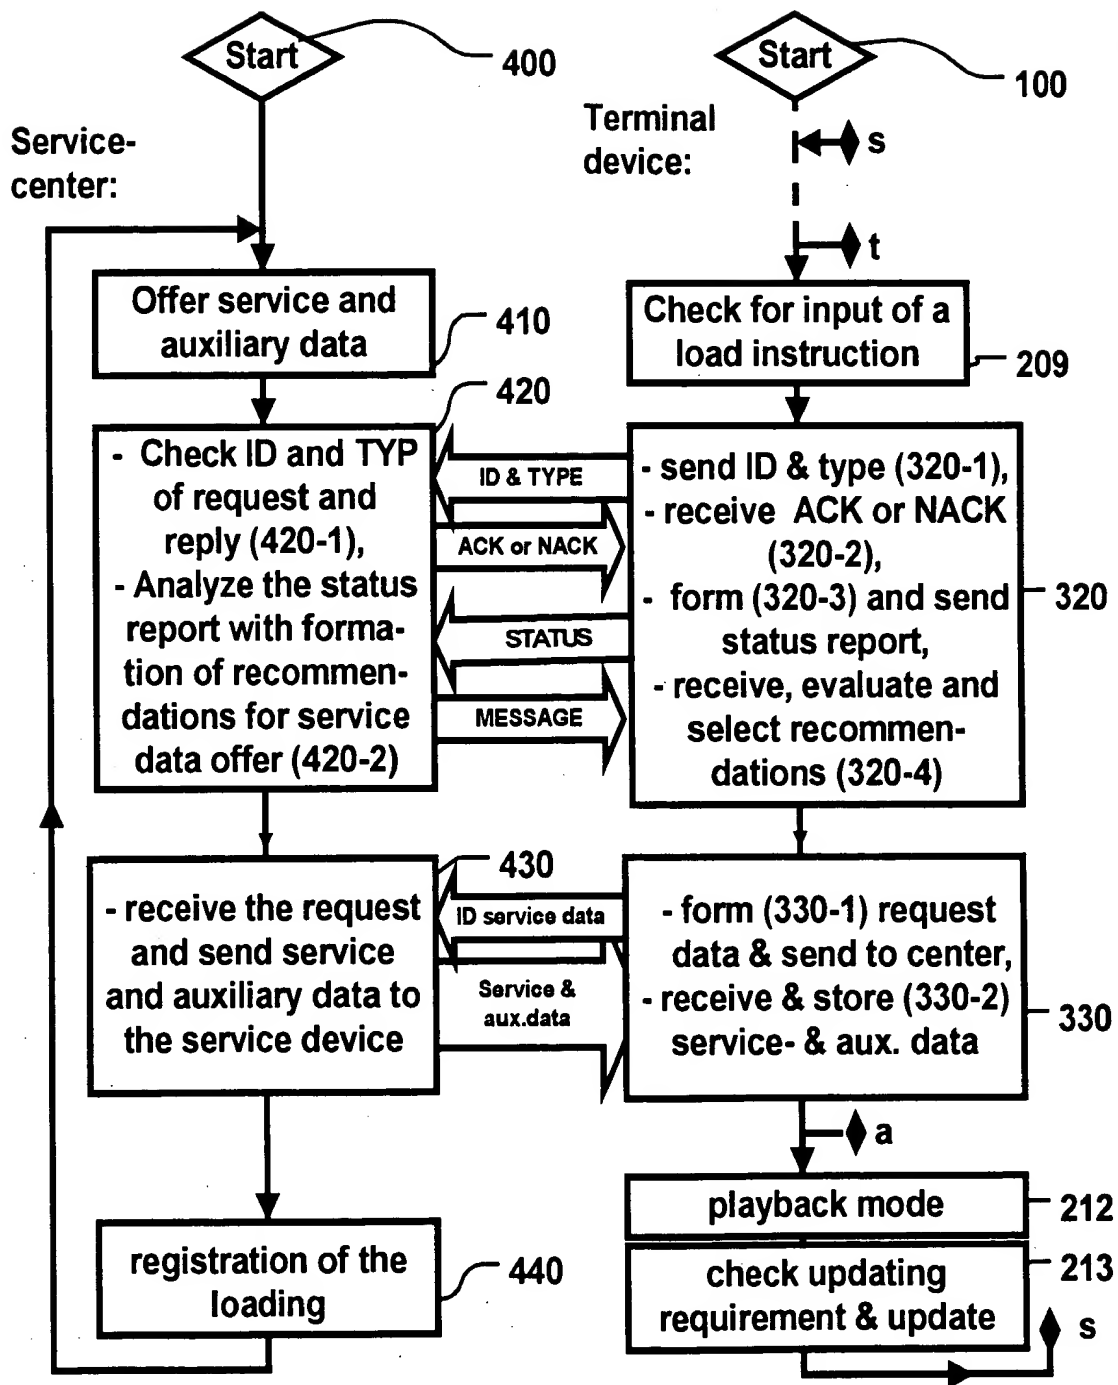 Start
400
Service-
center:
Offer service and
auxiliary data
410
420
- Check ID and TYP
of request and
reply (420-1),
- Analyze the status
report with forma-
tion of recommen-
dations for service
data offer (420-2)
430
- receive the request
and send service
and auxiliary data to
the service device
registration of the
loading
440
ID & TYPE
ACK or NACK
STATUS
MESSAGE
ID service data
Service &
aux.data
Start
100
Terminal
device:
s
t
Check for input of a
load instruction
209
- send ID & type (320-1),
- receive ACK or NACK
(320-2),
- form (320-3) and send
status report,
- receive, evaluate and
select recommen-
dations (320-4)
320
- form (330-1) request
data & send to center,
- receive & store (330-2)
service- & aux. data
330
a
playback mode
212
check updating
requirement & update
213
s